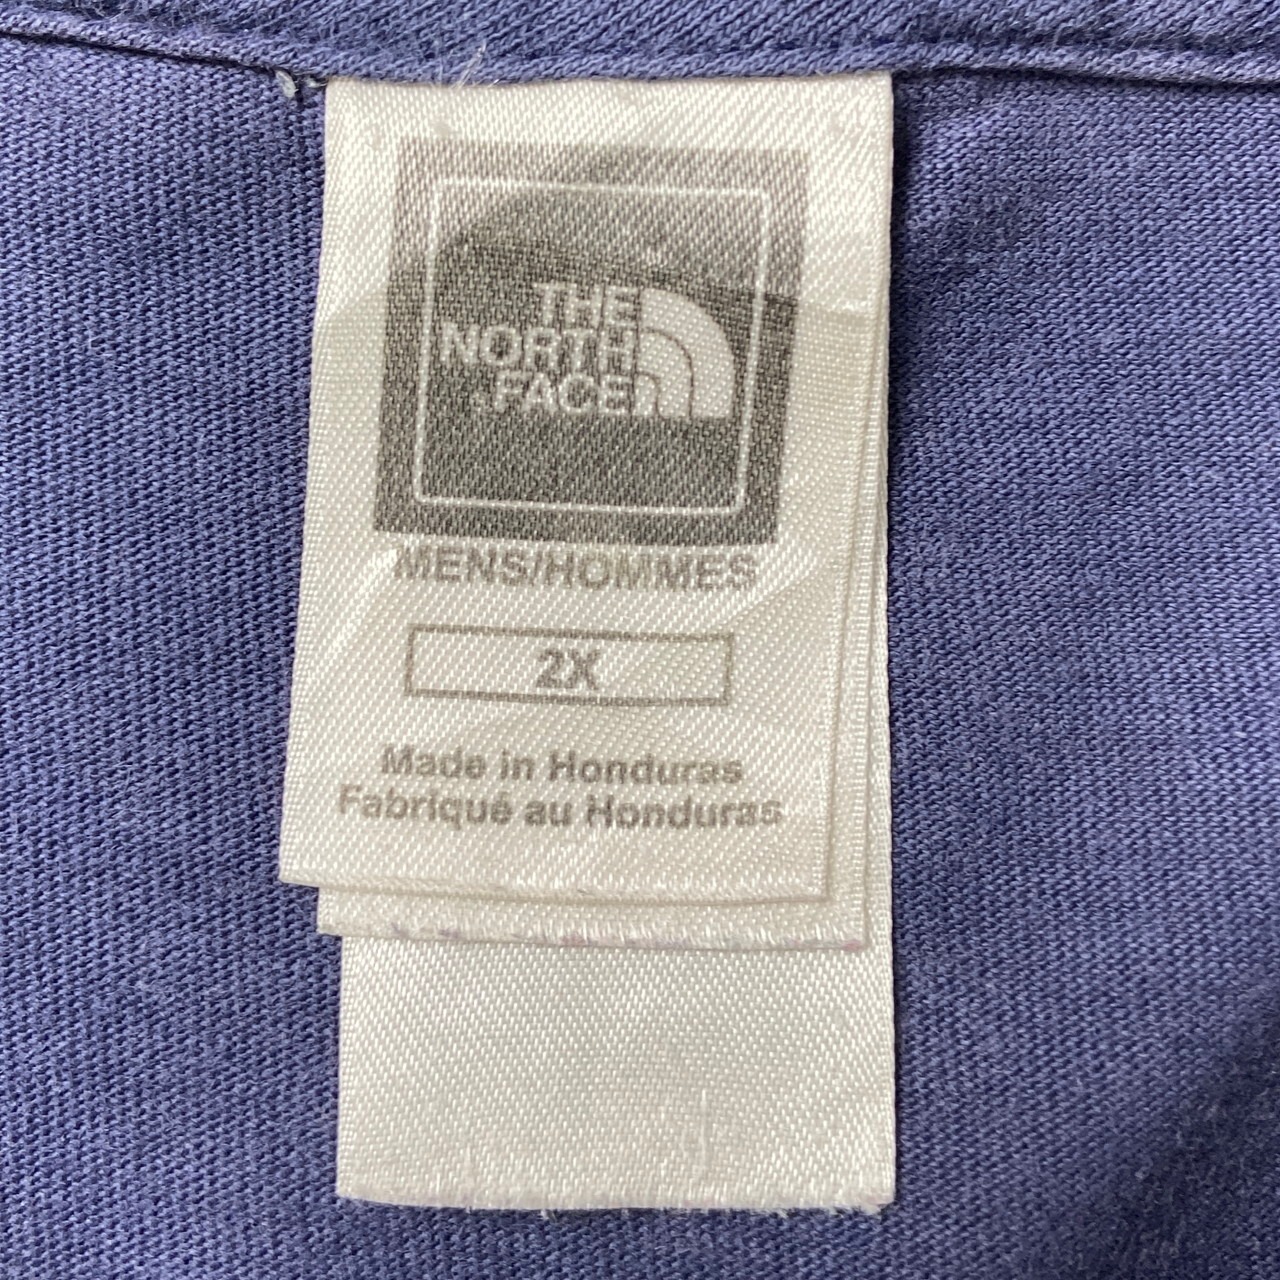 THE
NORTH
FACE
MENS/HOMMES
2X
Made in Honduras
Fabriqué au Honduras